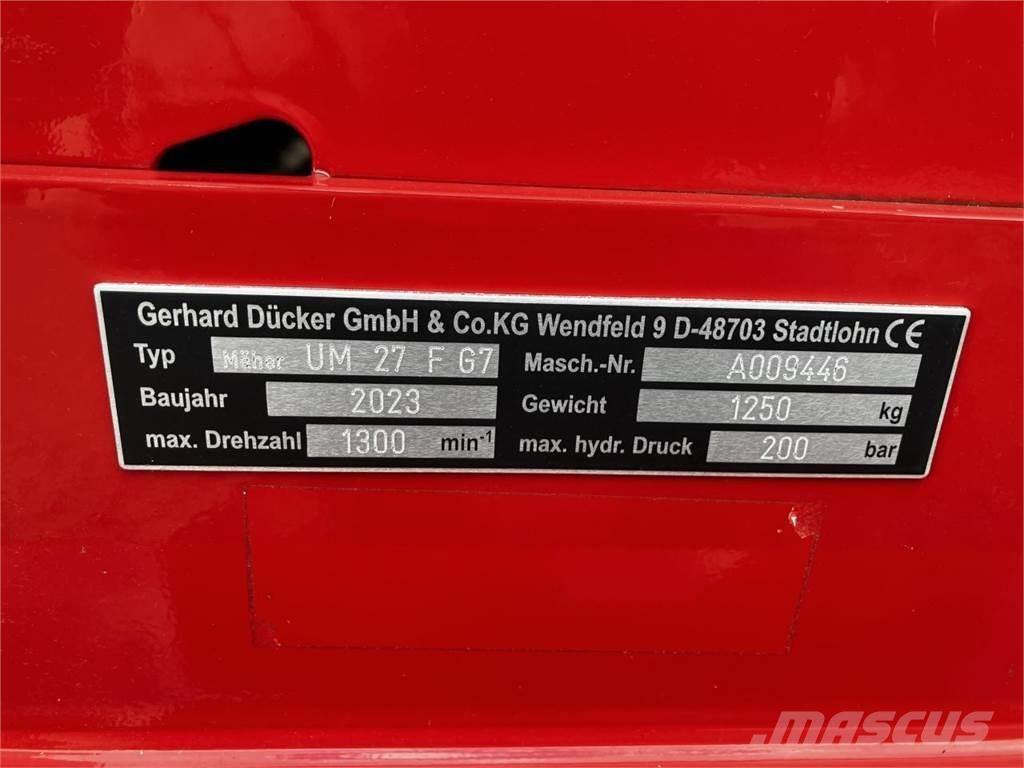 Gerhard Dücker GmbH & Co.KG Wendfeld 9 D-48703 Stadtlohn CE
Typ Mähar UM 27 F G7 Masch.-Nr. A009446
Baujahr 2023 Gewicht 1250 kg
max. Drehzahl 1300 min-1 max. hydr. Druck 200 bar
MASCUS